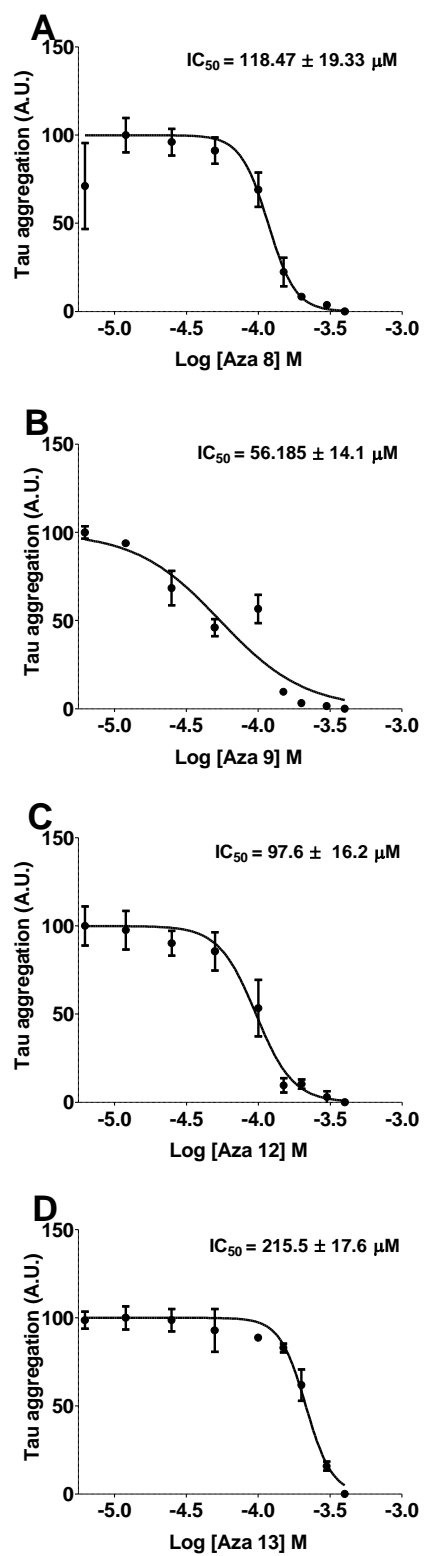 A
IC50 = 118.47 ± 19.33 µM
Tau aggregation (A.U.)
150
100
50
0
-5.0 -4.5 -4.0 -3.5 -3.0
Log [Aza 8] M
B
IC50 = 56.185 ± 14.1 µM
Tau aggregation (A.U.)
150
100
50
0
-5.0 -4.5 -4.0 -3.5 -3.0
Log [Aza 9] M
C
IC50 = 97.6 ± 16.2 µM
Tau aggregation (A.U.)
150
100
50
0
-5.0 -4.5 -4.0 -3.5 -3.0
Log [Aza 12] M
D
IC50 = 215.5 ± 17.6 µM
Tau aggregation (A.U.)
150
100
50
0
-5.0 -4.5 -4.0 -3.5 -3.0
Log [Aza 13] M